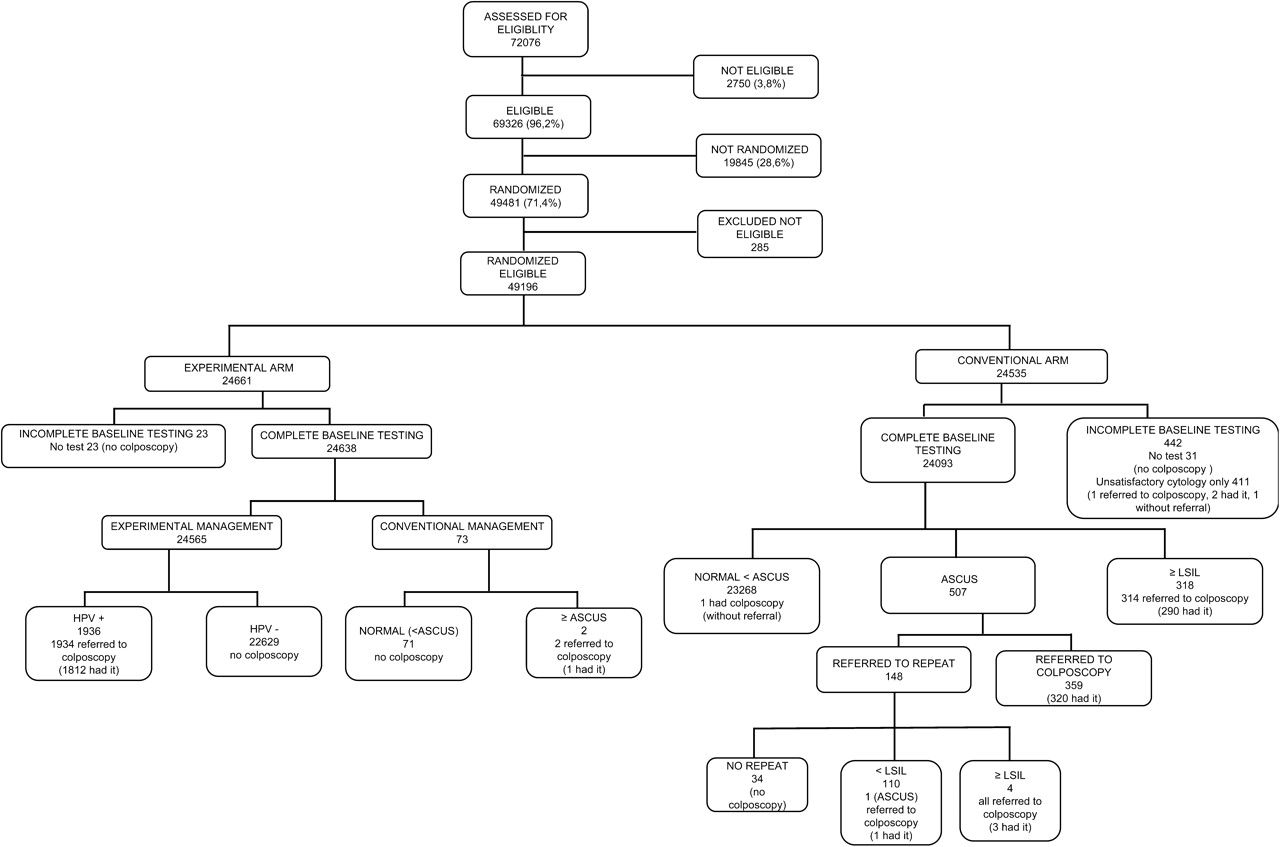 ASSESSED FOR
ELIGIBLITY
72076
NOT ELIGIBLE
2750 (3,8%)
ELIGIBLE
69326 (96,2%)
NOT RANDOMIZED
19845 (28,6%)
RANDOMIZED
49481 (71,4%)
EXCLUDED NOT
ELIGIBLE
285
RANDOMIZED
ELIGIBLE
49196
EXPERIMENTAL ARM
24661
CONVENTIONAL ARM
24535
INCOMPLETE BASELINE TESTING 23
No test 23 (no colposcopy)
COMPLETE BASELINE TESTING
24638
COMPLETE BASELINE
TESTING
24093
INCOMPLETE BASELINE TESTING
442
No test 31
(no colposcopy )
Unsatisfactory cytology only 411
(1 referred to colposcopy, 2 had it, 1
without referral)
EXPERIMENTAL MANAGEMENT
24565
CONVENTIONAL MANAGEMENT
73
NORMAL < ASCUS
23268
1 had colposcopy
(without referral)
ASCUS
507
≥ LSIL
318
314 referred to colposcopy
(290 had it)
HPV +
1936
1934 referred to
colposcopy
(1812 had it)
HPV -
22629
no colposcopy
NORMAL (<ASCUS)
71
no colposcopy
≥ ASCUS
2
2 referred to
colposcopy
(1 had it)
REFERRED TO REPEAT
148
REFERRED TO
COLPOSCOPY
359
(320 had it)
NO REPEAT
34
(no
colposcopy)
< LSIL
110
1 (ASCUS)
referred to
colposcopy
(1 had it)
≥ LSIL
4
all referred to
colposcopy
(3 had it)